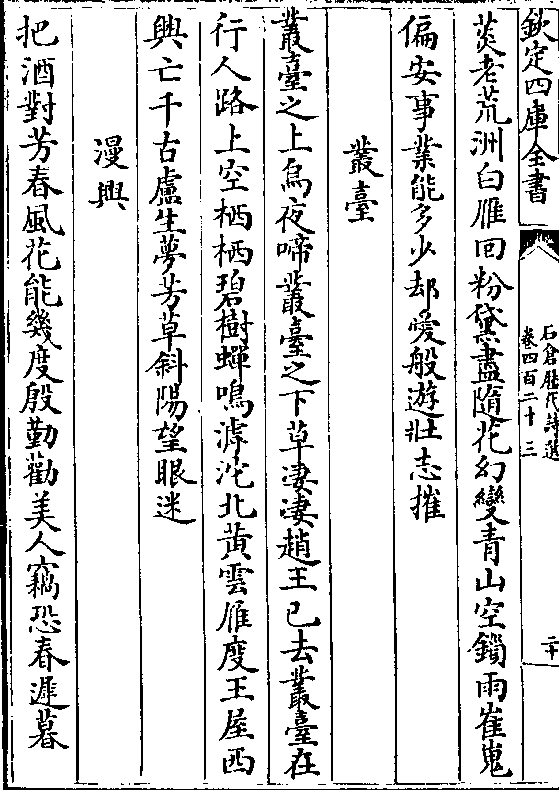 欽定四庫全書
石倉歷代詩選
卷四百二十三
二十
菼老荒洲白雁回粉黛盡隨花幻變青山空鎖雨崔嵬
偏安事業能多少却愛般遊壯志摧
叢臺
叢臺之上烏夜啼叢臺之下草凄凄趙王已去叢臺在
行人路上空栖栖碧樹蟬鳴滹沱北黄雲雁度王屋西
興亡千古盧生夢芳草斜陽望眼迷
漫興
把酒對芳春風花能幾度殷勤勸美人竊恐春遲暮